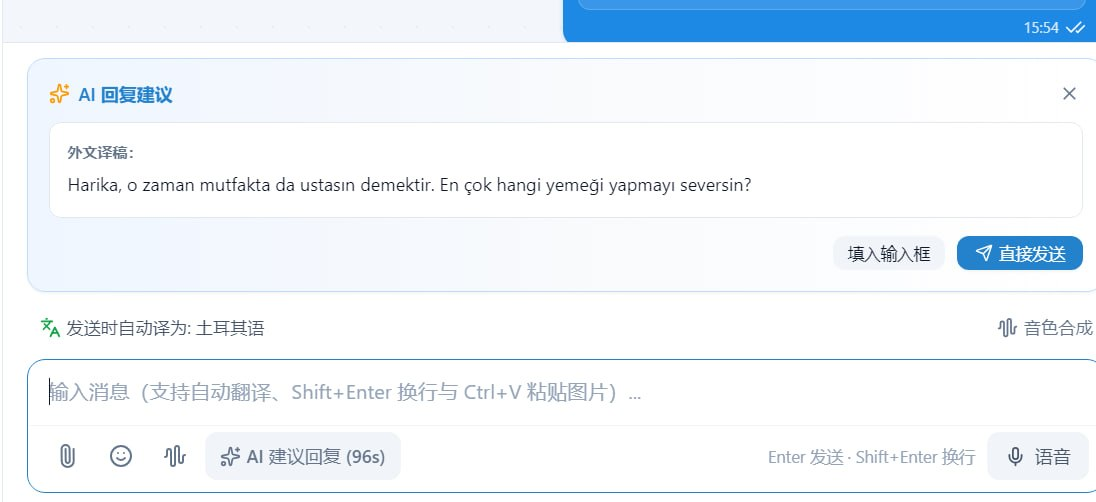 15:54
AI 回复建议
外文译稿:
Harika, o zaman mutfakta da ustasın demektir. En çok hangi yemeği yapmayı seversin?
填入输入框
直接发送
发送时自动译为: 土耳其语
音色合成
输入消息（支持自动翻译、Shift+Enter 换行与 Ctrl+V 粘贴图片）...
AI 建议回复 (96s)
Enter 发送 · Shift+Enter 换行
语音